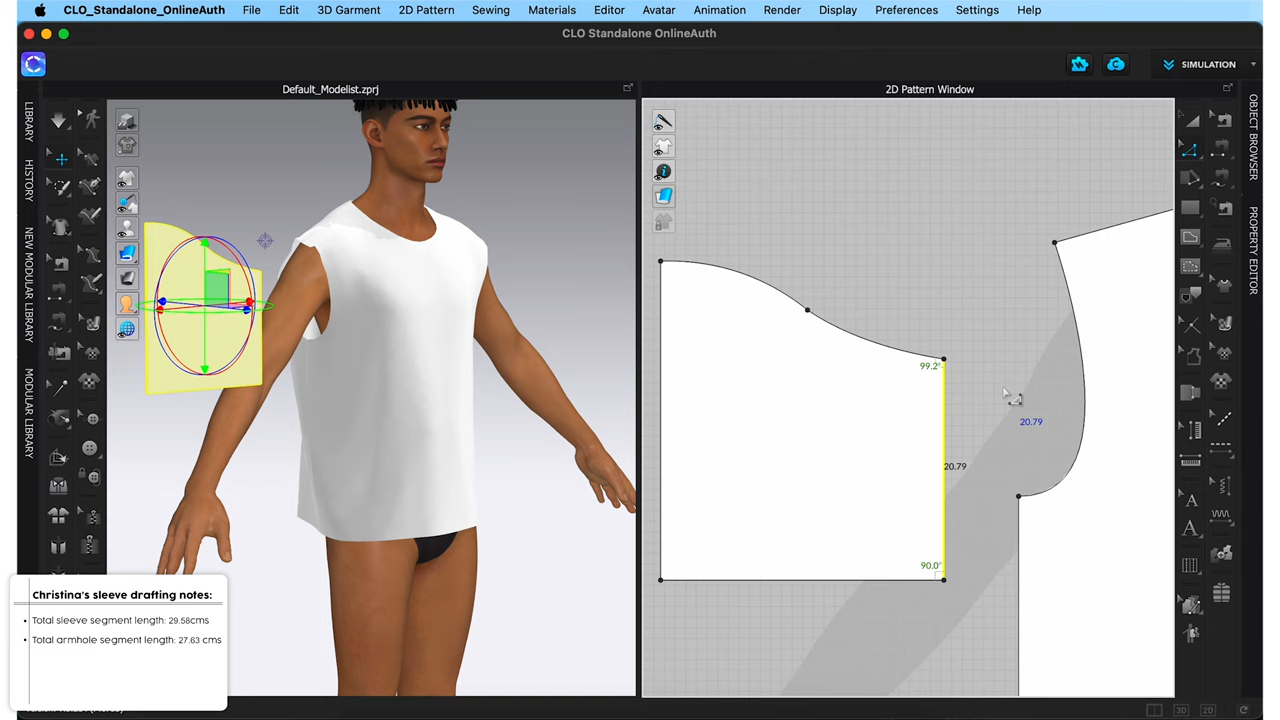 CLO_Standalone_OnlineAuth File Edit 3D Garment 2D Pattern Sewing Materials Editor Avatar Animation Render Display Preferences Settings Help
CLO Standalone OnlineAuth
SIMULATION
Default_Modelist.zprj
2D Pattern Window
LIBRARY
HISTORY
NEW MODULAR LIBRARY
MODULAR LIBRARY
OBJECT BROWSER
PROPERTY EDITOR
99.2°
20.79
20.79
90.0°
A
A
Christina's sleeve drafting notes:
• Total sleeve segment length: 29.58cms
• Total armhole segment length: 27.63 cms
3D 2D